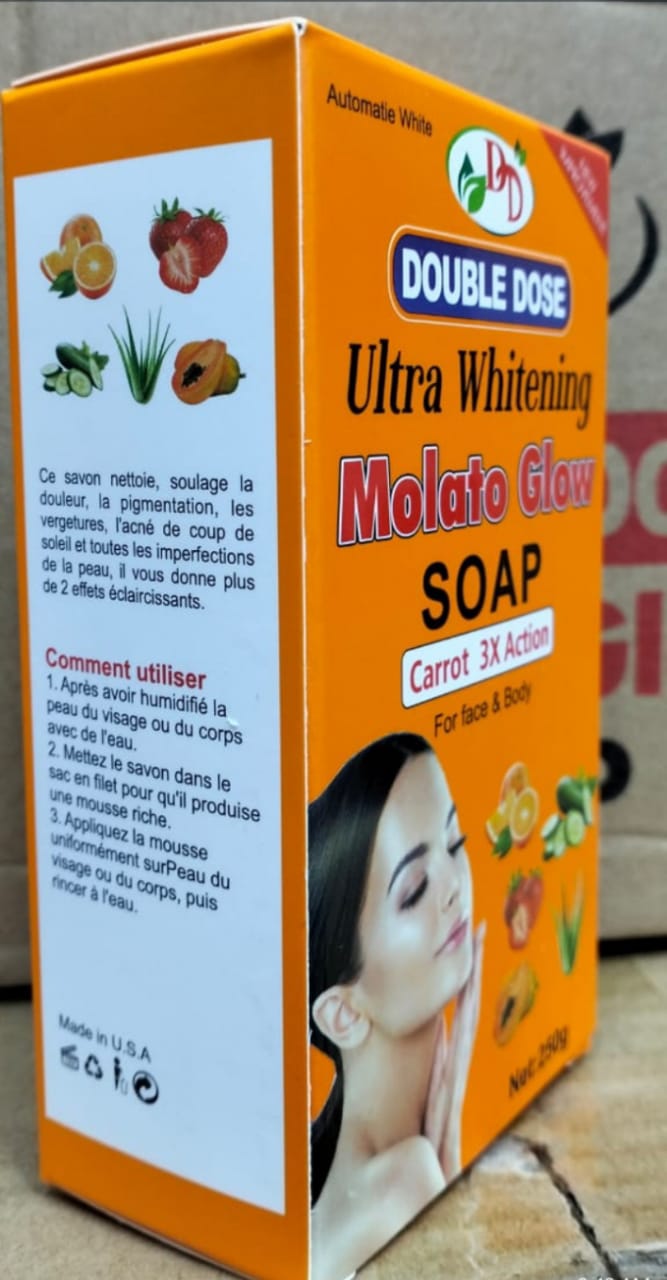 Automatie White
DD
DOUBLE DOSE
Ultra Whitening
Molato Glow
SOAP
Carrot 3X Action
For face & Body
Net: 250g
Ce savon nettoie, soulage la
douleur, la pigmentation, les
vergetures, l'acné de coup de
soleil et toutes les imperfections
de la peau, il vous donne plus
de 2 effets éclaircissants.
Comment utiliser
1. Après avoir humidifié la
peau du visage ou du corps
avec de l'eau.
2. Mettez le savon dans le
sac en filet pour qu'il produise
une mousse riche.
3. Appliquez la mousse
uniformément surPeau du
visage ou du corps, puis
rincer à l'eau.
Made in U.S.A